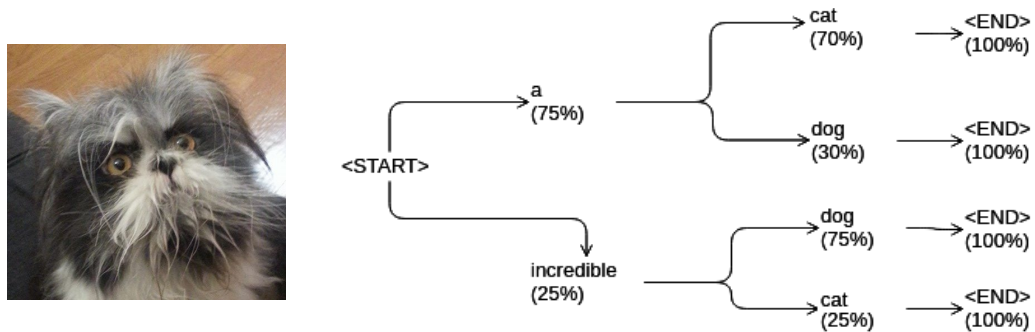 cat
(70%)
<END>
(100%)
a
(75%)
dog
(30%)
<END>
(100%)
<START>
dog
(75%)
<END>
(100%)
incredible
(25%)
cat
(25%)
<END>
(100%)